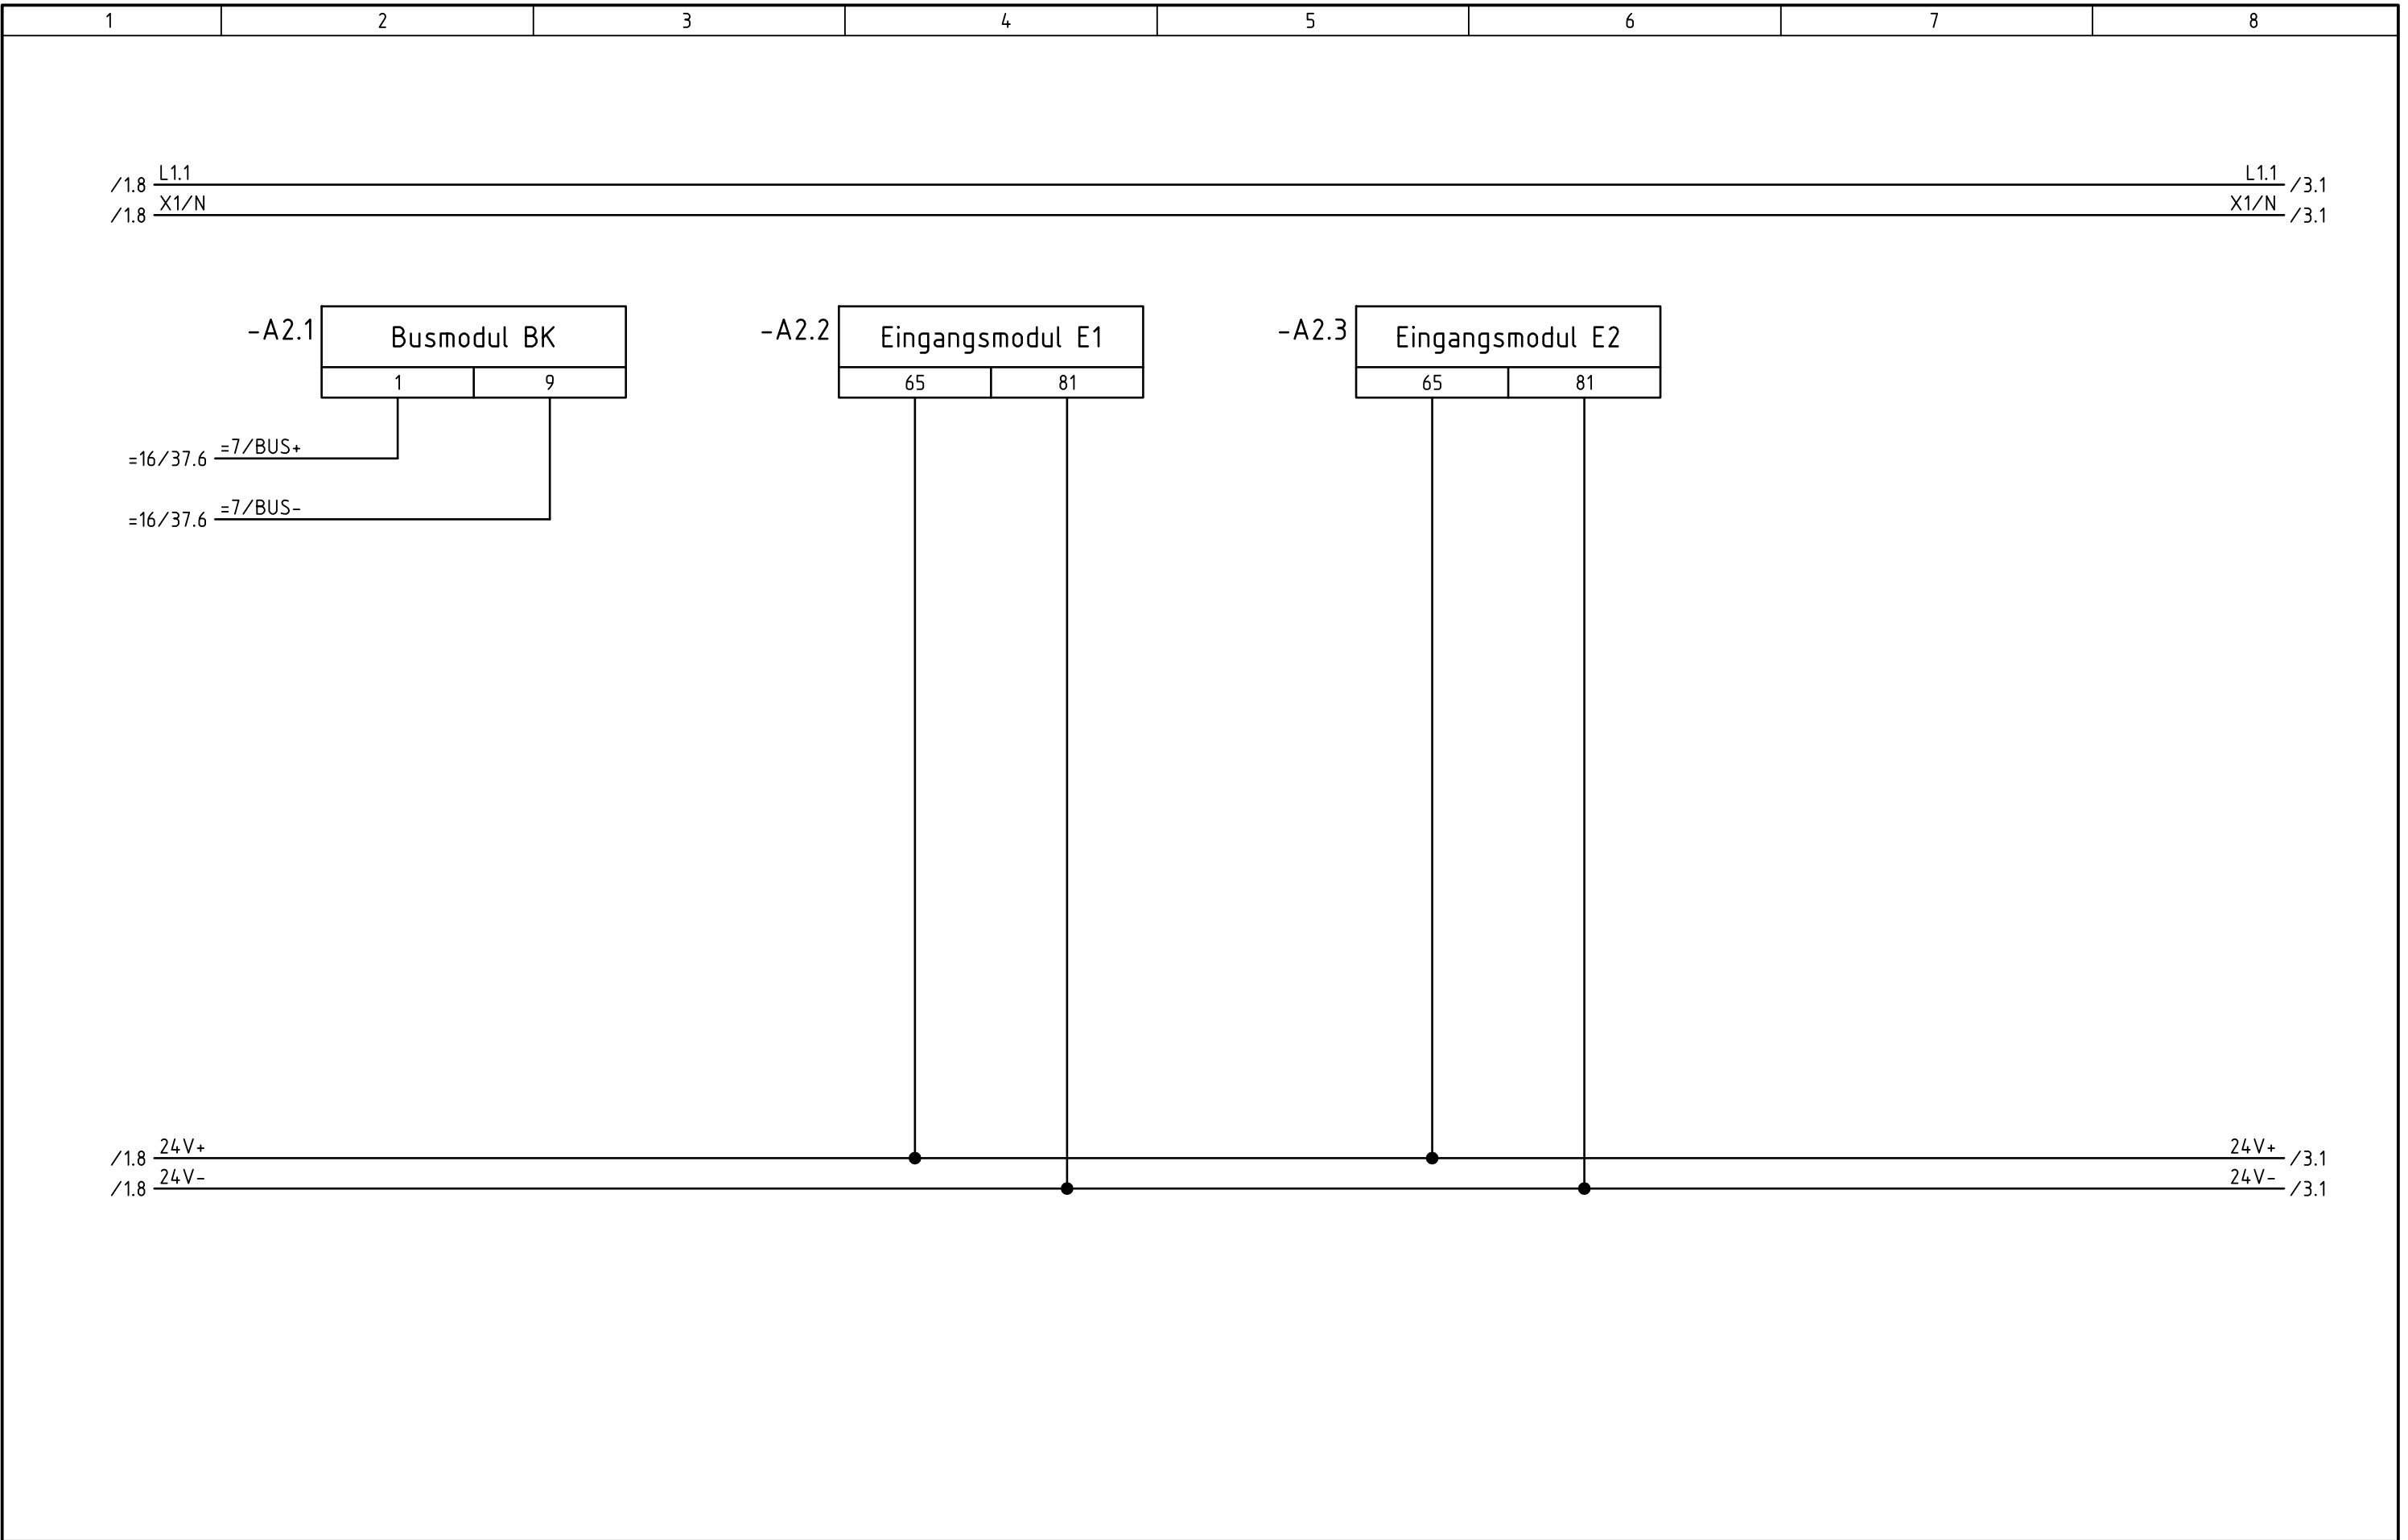 1 2 3 4 5 6 7 8
L1.1 L1.1
/1.8 /3.1
X1/N X1/N
/1.8 /3.1
-A2.1 Busmodul BK -A2.2 Eingangsmodul E1 -A2.3 Eingangsmodul E2
1 9 65 81 65 81
=7/BUS+
=16/37.6
=7/BUS-
=16/37.6
24V+ 24V+
/1.8 /3.1
24V- 24V-
/1.8 /3.1